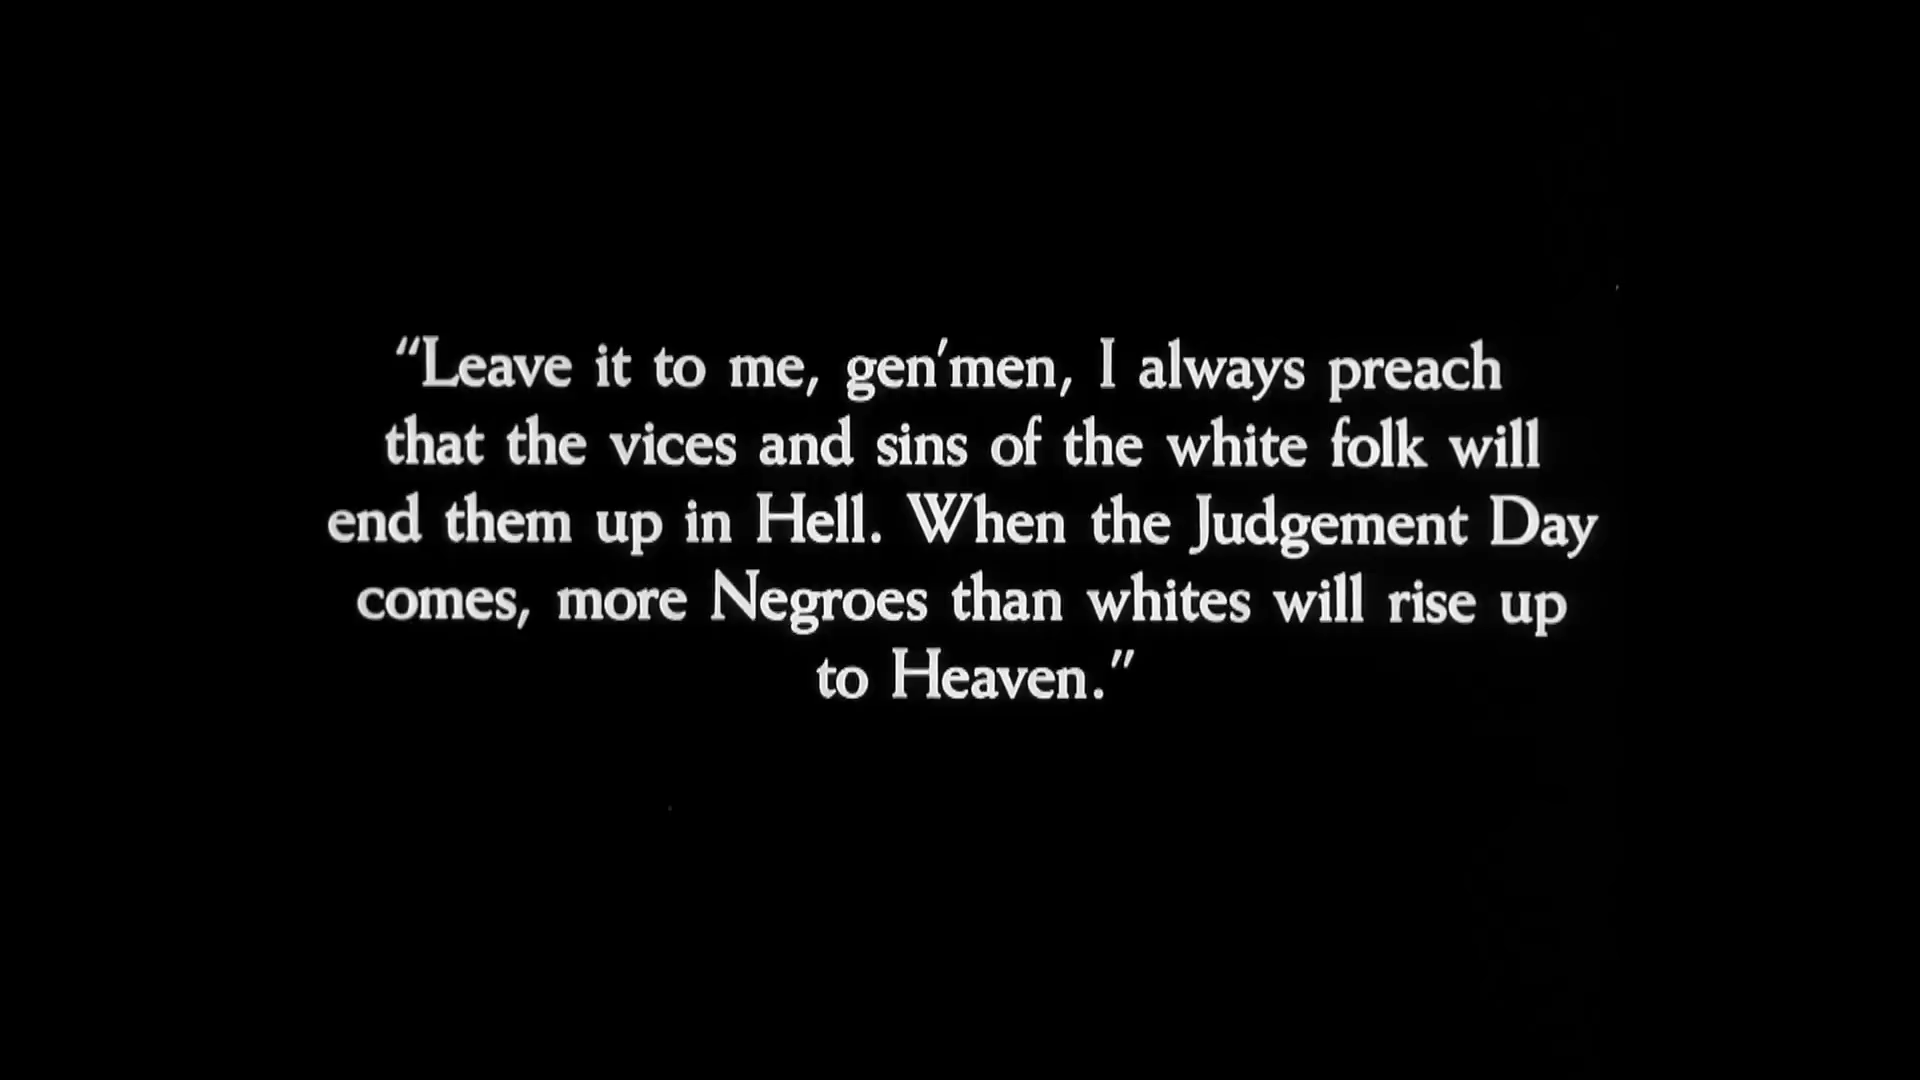 “Leave it to me, gen’men, I always preach
that the vices and sins of the white folk will
end them up in Hell. When the Judgement Day
comes, more Negroes than whites will rise up
to Heaven.”